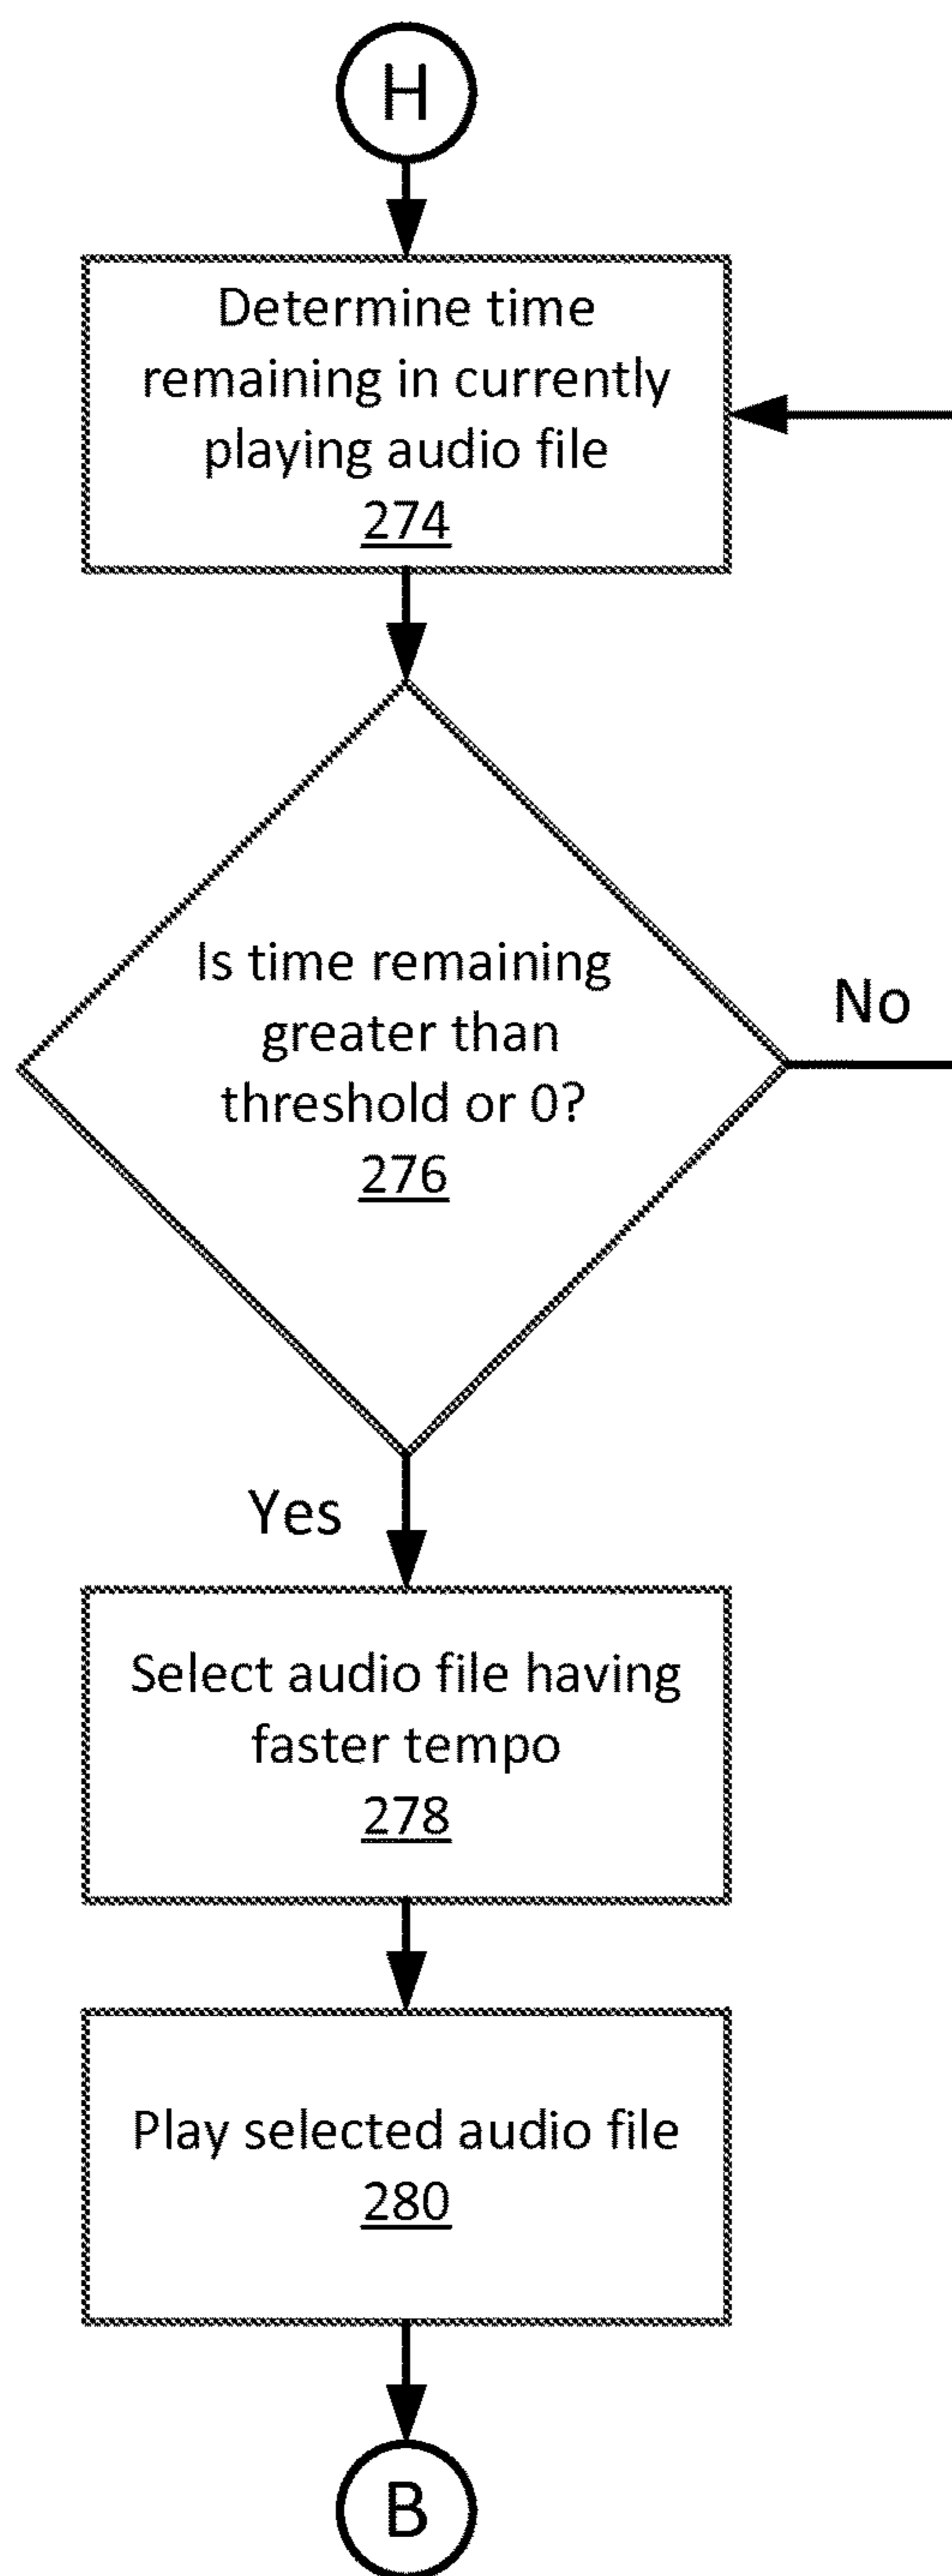 H
Determine time
remaining in currently
playing audio file
274
Is time remaining
greater than
threshold or 0?
276
No
Yes
Select audio file having
faster tempo
278
Play selected audio file
280
B